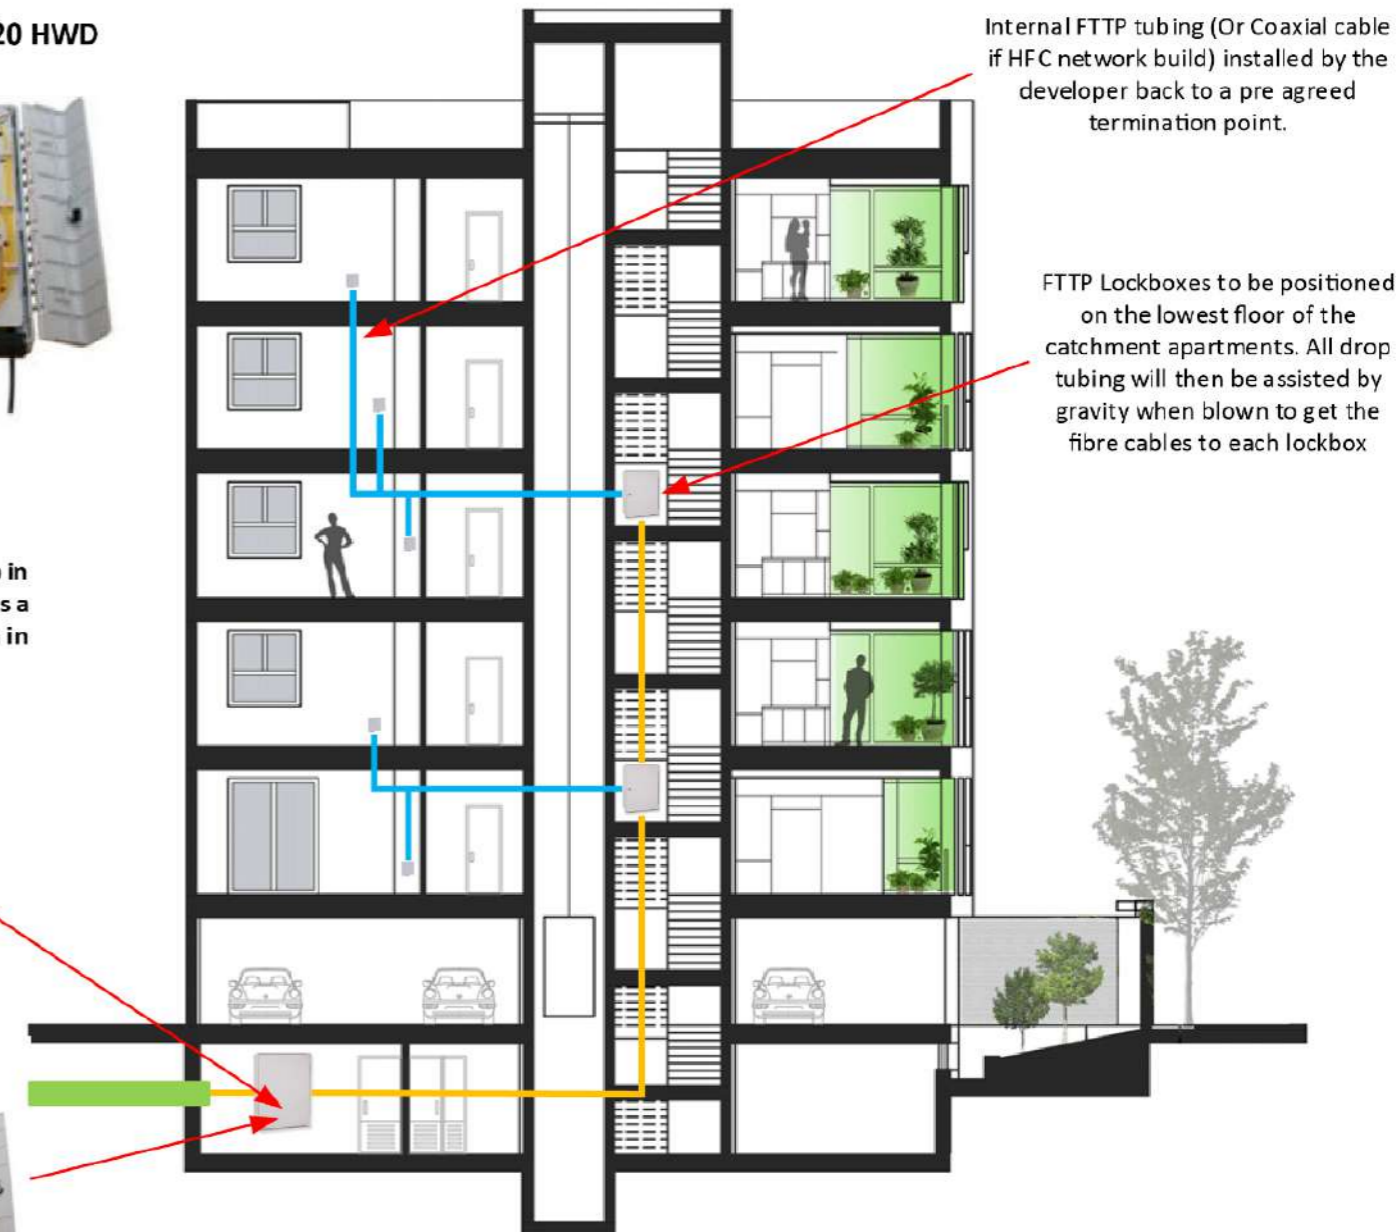 20 HWD
Internal FTTP tubing (Or Coaxial cable
if HFC network build) installed by the
developer back to a pre agreed
termination point.
FTTP Lockboxes to be positioned
on the lowest floor of the
catchment apartments. All drop
tubing will then be assisted by
gravity when blown to get the
fibre cables to each lockbox
in
s a
in